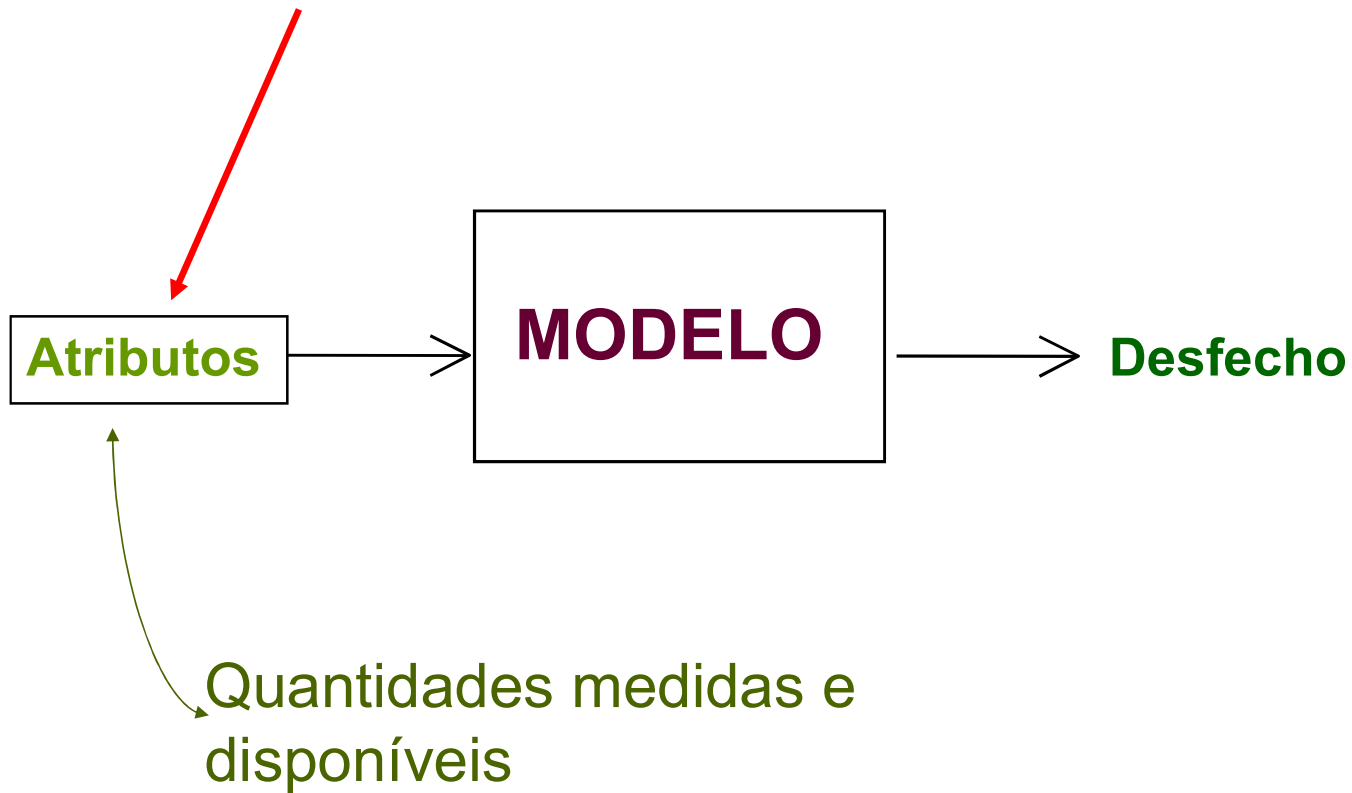 Atributos
MODELO
Desfecho
Quantidades medidas e
disponíveis